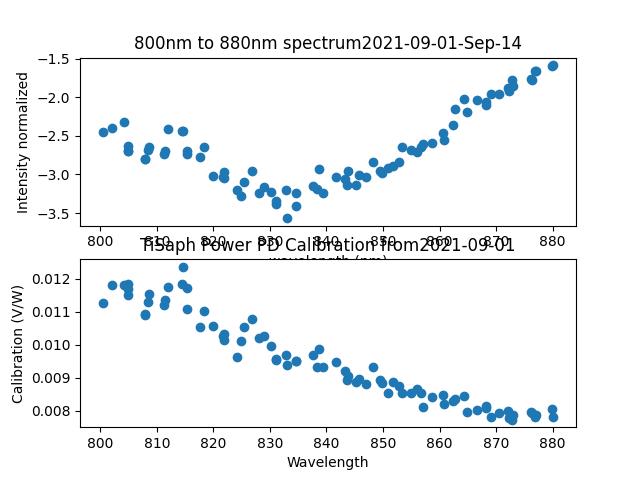 800nm to 880nm spectrum2021-09-01-Sep-14
Intensity normalized
−1.5
−2.0
−2.5
−3.0
−3.5
800 810 820 830 840 850 860 870 880
wavelength (nm)
TiSaph Power PD Calibration from2021-09-01
Calibration (V/W)
0.012
0.011
0.010
0.009
0.008
800 810 820 830 840 850 860 870 880
Wavelength